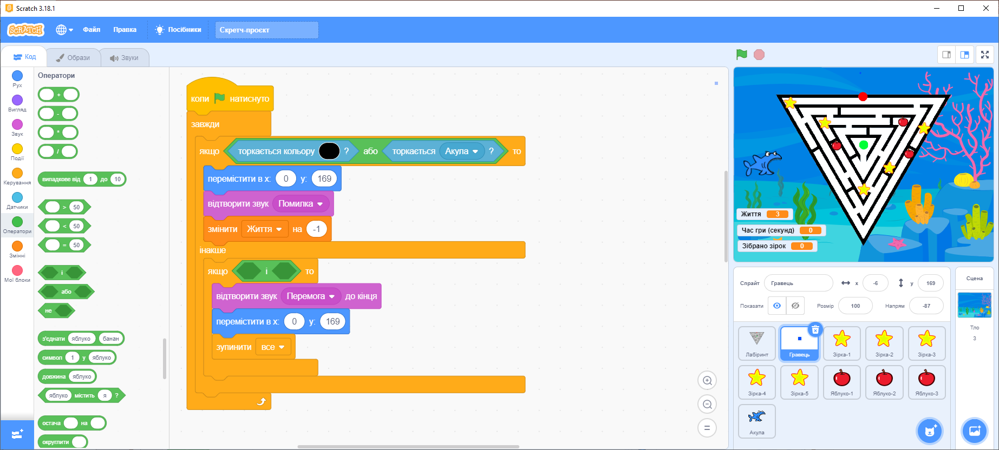 Scratch 3.18.1
SCRATCH
Файл
Правка
Посібники
Скретч-проєкт
Код
Образи
Звуки
Рух
Вигляд
Звук
Події
Керування
Датчики
Оператори
Змінні
Мої блоки
Оператори
+
-
*
/
випадкове від 1 до 10
> 50
< 50
= 50
і
або
не
з'єднати яблуко банан
символ 1 у яблуко
довжина яблуко
яблуко містить я ?
остача на
округлити
коли натиснуто
завжди
якщо торкається кольору ? або торкається Акула ? то
перемістити в x: 0 y: 169
відтворити звук Помилка
змінити Життя на -1
інакше
якщо і то
відтворити звук Перемога до кінця
перемістити в x: 0 y: 169
зупинити все
Життя 3
Час гри (секунд) 0
Зібрано зірок 0
Спрайт Гравець x -6 y 169
Показати Розмір 100 Напрям -87
Лабіринт
Гравець
Зірка-1
Зірка-2
Зірка-3
Зірка-4
Зірка-5
Яблуко-1
Яблуко-2
Яблуко-3
Акула
Сцена
Тло
3